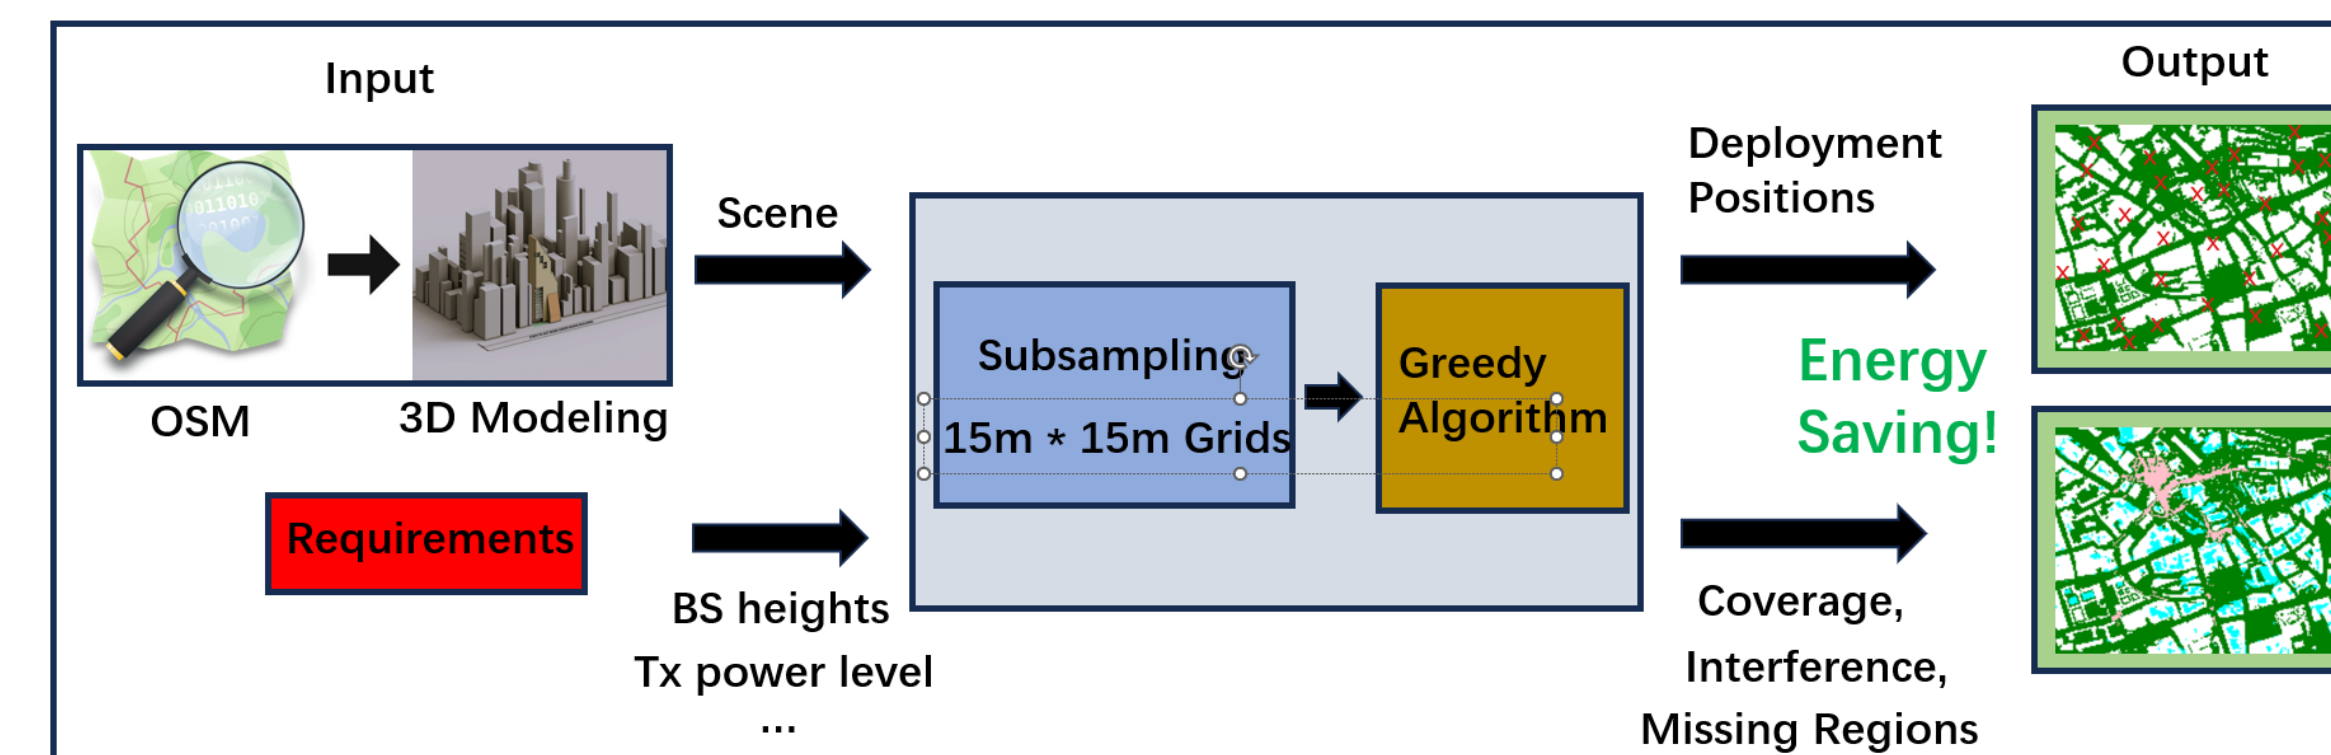 Input
Output
OSM
3D Modeling
Requirements
Scene
BS heights
Tx power level
...
Subsampling
15m * 15m Grids
Greedy
Algorithm
Deployment
Positions
Energy
Saving!
Coverage,
Interference,
Missing Regions